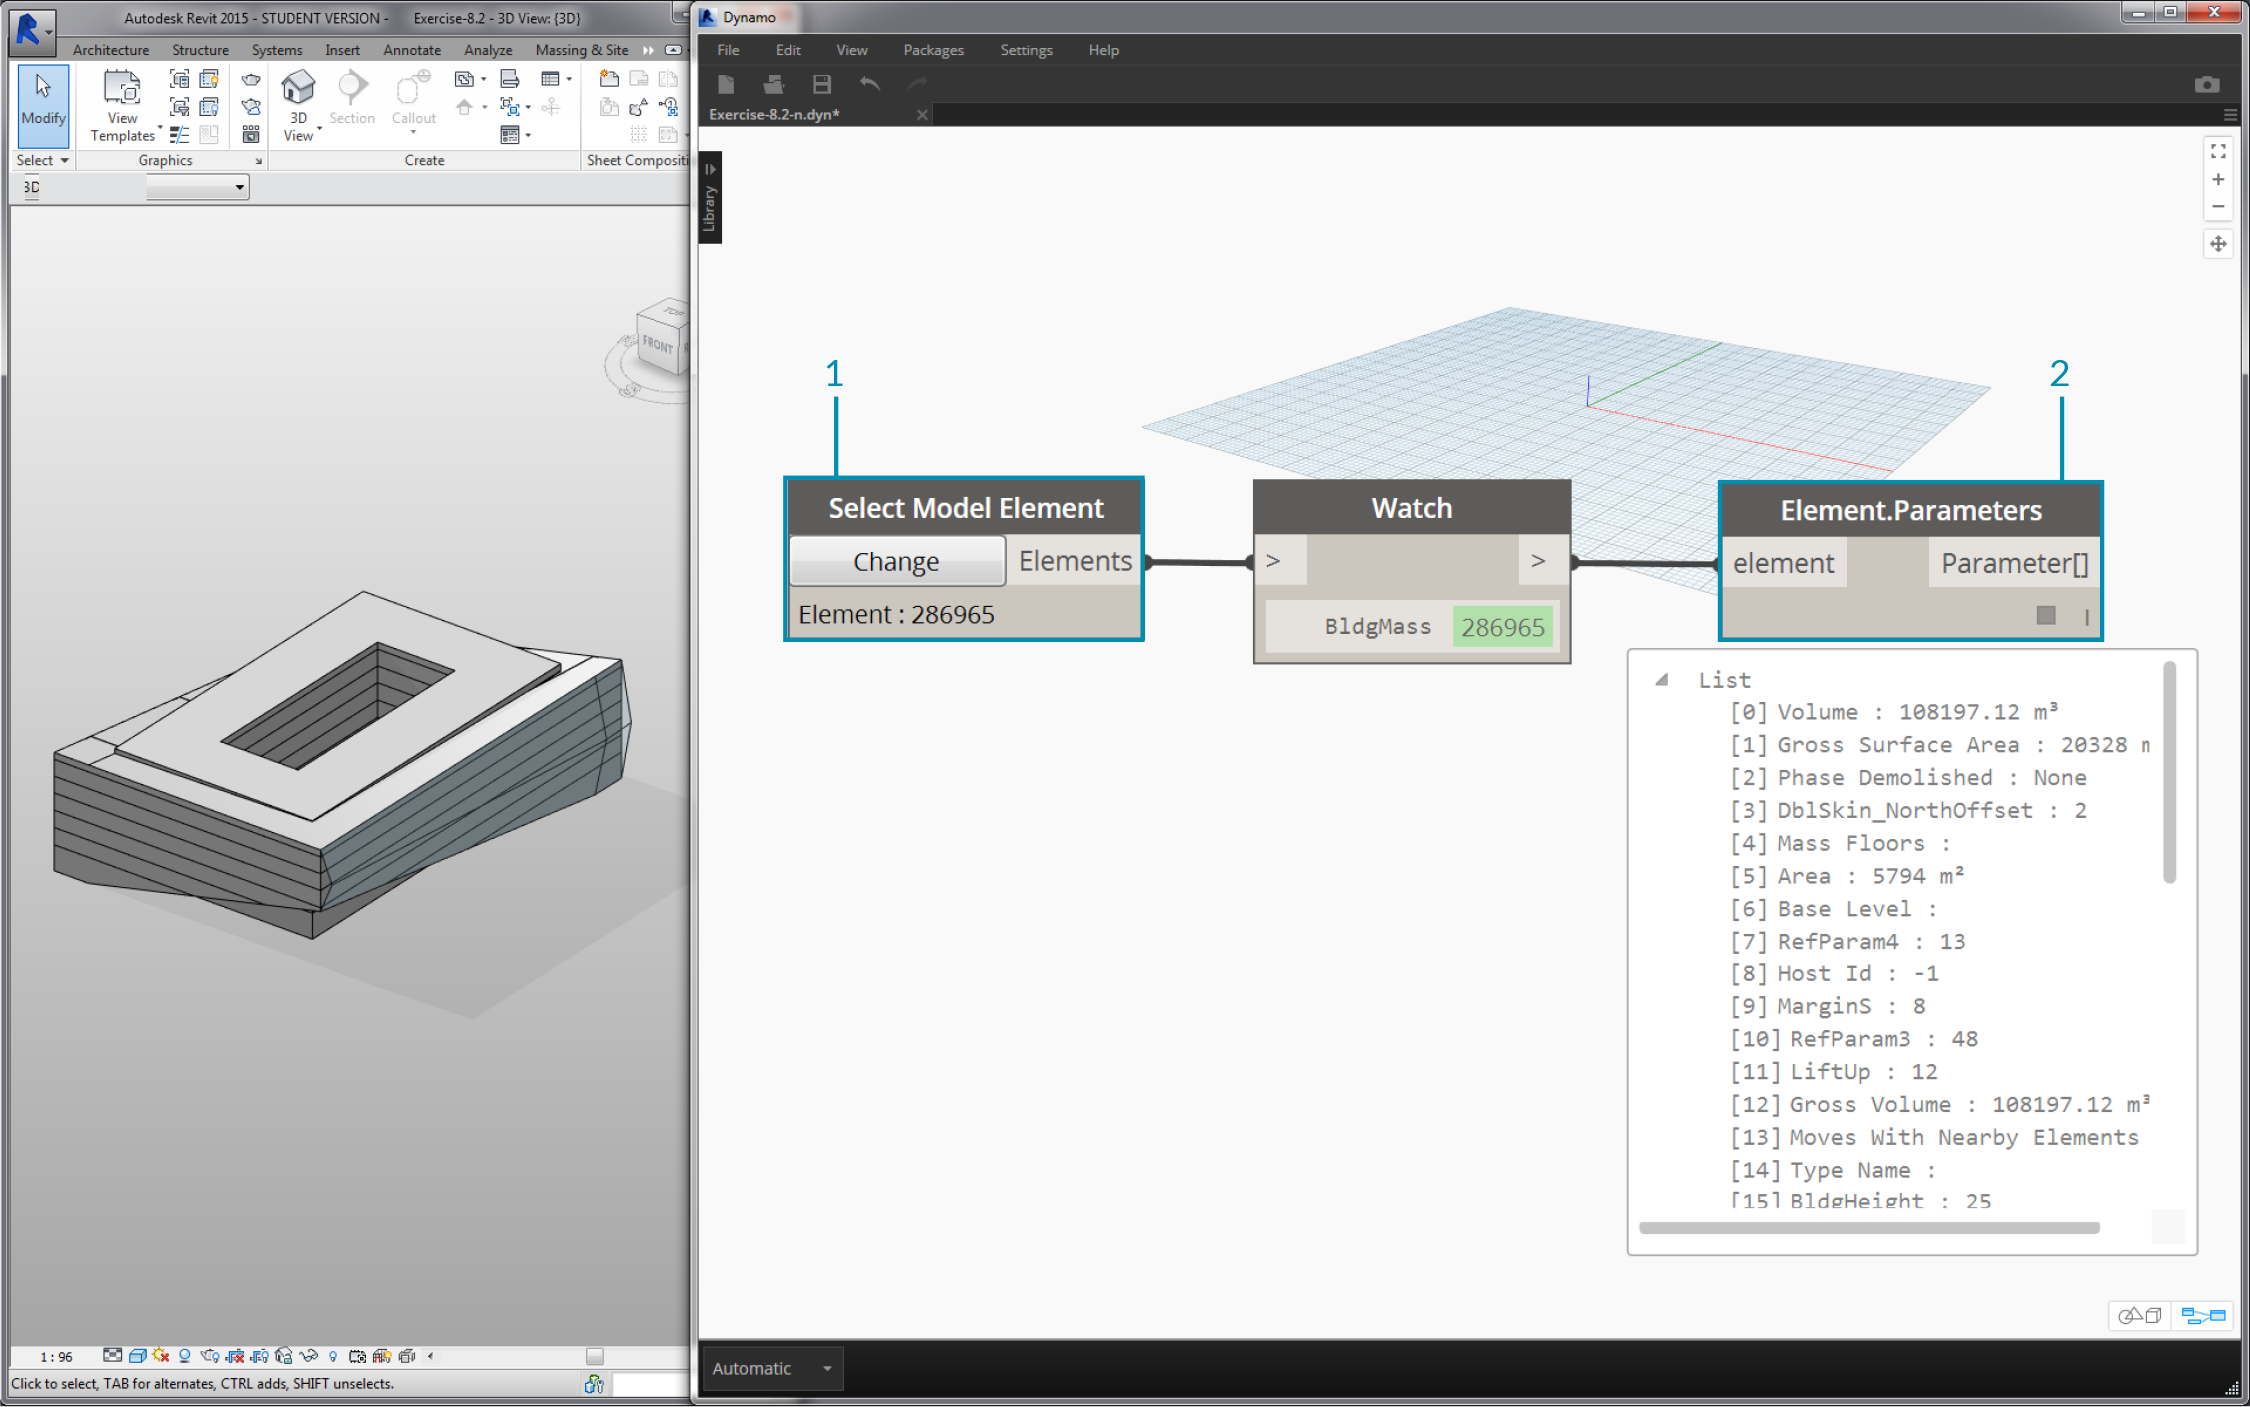 Autodesk Revit 2015 - STUDENT VERSION - Exercise-8.2 - 3D View: {3D}
Architecture Structure Systems Insert Annotate Analyze Massing & Site
Modify
View
Templates
3D
View
Section
Callout
Select
Graphics
Create
Sheet Compositi
3D
TOP
FRONT
R
1 : 96
Click to select, TAB for alternates, CTRL adds, SHIFT unselects.
Dynamo
File Edit View Packages Settings Help
Exercise-8.2-n.dyn*
Library
1
2
Select Model Element
Change
Elements
Element : 286965
Watch
>
>
BldgMass 286965
Element.Parameters
element
Parameter[]
List
[0] Volume : 108197.12 m³
[1] Gross Surface Area : 20328 m
[2] Phase Demolished : None
[3] DblSkin_NorthOffset : 2
[4] Mass Floors :
[5] Area : 5794 m²
[6] Base Level :
[7] RefParam4 : 13
[8] Host Id : -1
[9] MarginS : 8
[10] RefParam3 : 48
[11] LiftUp : 12
[12] Gross Volume : 108197.12 m³
[13] Moves With Nearby Elements
[14] Type Name :
[15] BldgHeight : 25
Automatic